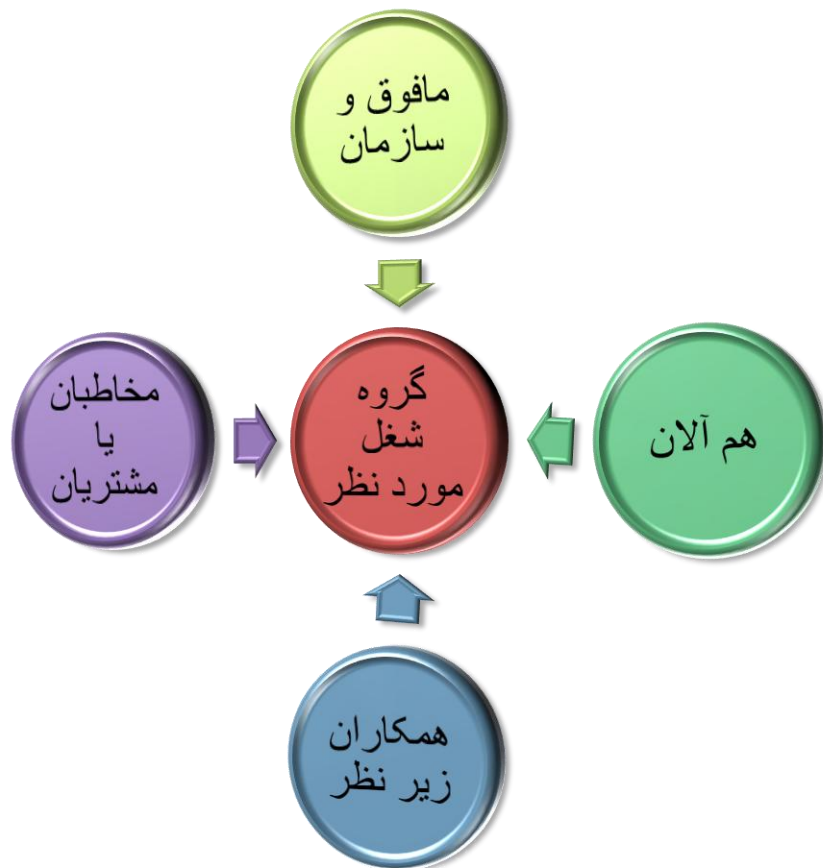 مافوق و
سازمان
هم آلان
گروه
شغل
مورد نظر
مخاطبان
یا
مشتریان
همکاران
زیر نظر